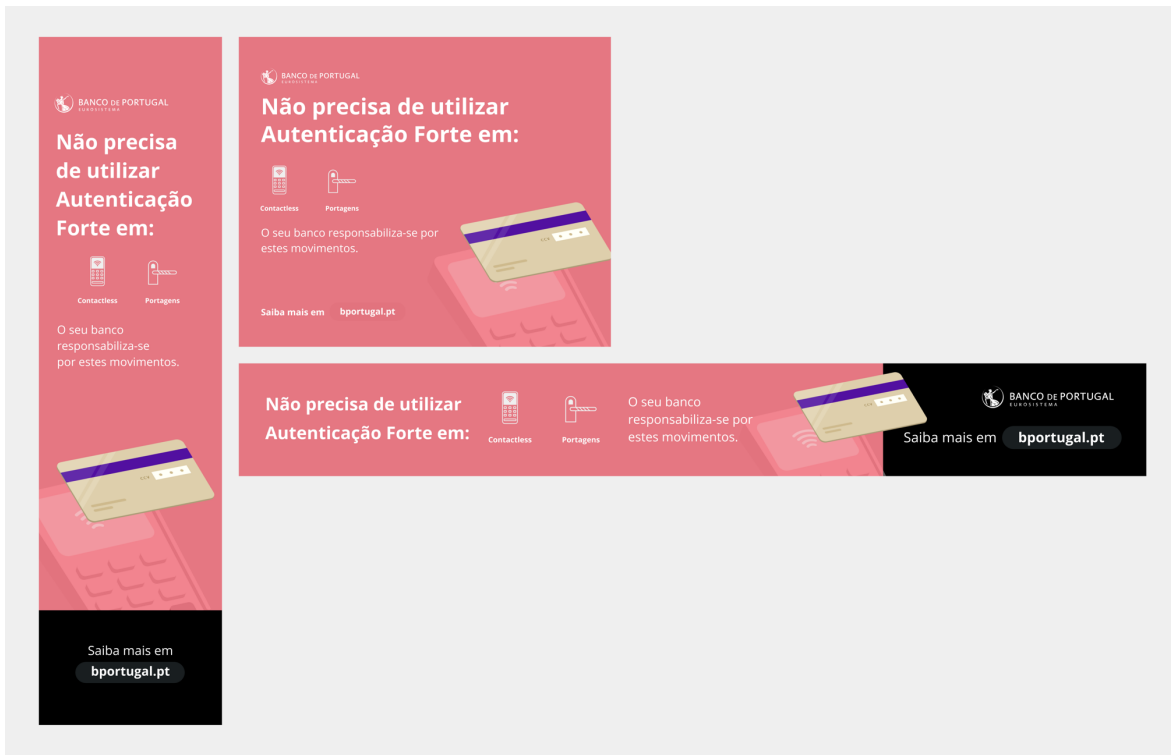 BANCO DE PORTUGAL
EUROSISTEMA
Não precisa
de utilizar
Autenticação
Forte em:
Contactless
Portagens
O seu banco
responsabiliza-se
por estes movimentos.
Saiba mais em
bportugal.pt
BANCO DE PORTUGAL
EUROSISTEMA
Não precisa de utilizar
Autenticação Forte em:
Contactless
Portagens
O seu banco responsabiliza-se por
estes movimentos.
Saiba mais em bportugal.pt
Não precisa de utilizar
Autenticação Forte em:
Contactless
Portagens
O seu banco
responsabiliza-se por
estes movimentos.
BANCO DE PORTUGAL
EUROSISTEMA
Saiba mais em bportugal.pt